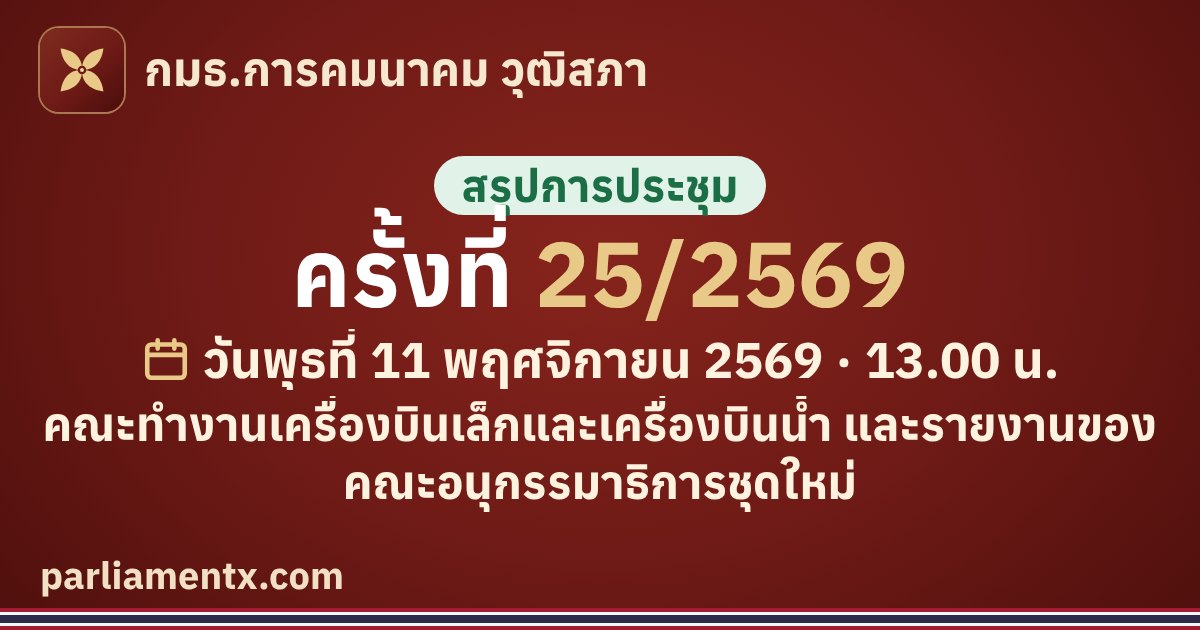 กมธ.การคมนาคม วุฒิสภา
สรุปการประชุม
ครั้งที่ 25/2569
วันพุธที่ 11 พฤศจิกายน 2569 · 13.00 น.
คณะทำงานเครื่องบินเล็กและเครื่องบินน้ำ และรายงานของ
คณะอนุกรรมาธิการชุดใหม่
parliamentx.com